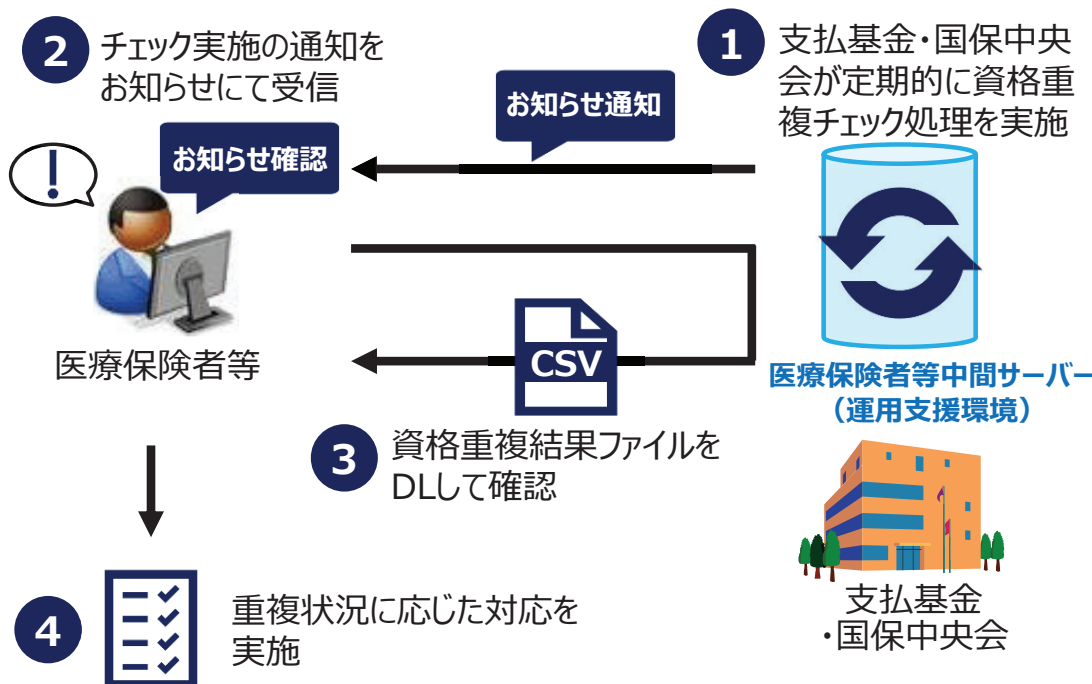 1
支払基金・国保中央
会が定期的に資格重
複チェック処理を実施
2
チェック実施の通知を
お知らせにて受信
お知らせ通知
お知らせ確認
!
医療保険者等
医療保険者等中間サーバー
（運用支援環境）
CSV
3
資格重複結果ファイルを
DLして確認
支払基金
・国保中央会
4
重複状況に応じた対応を
実施